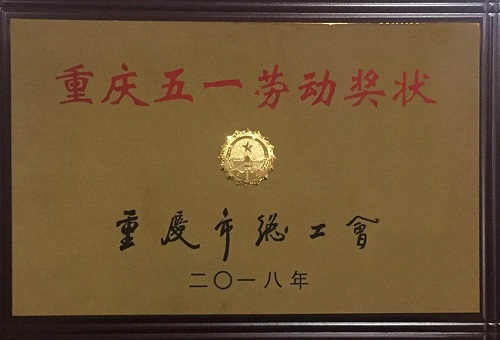 重庆五一劳动奖状
重慶市總工會
二〇一八年